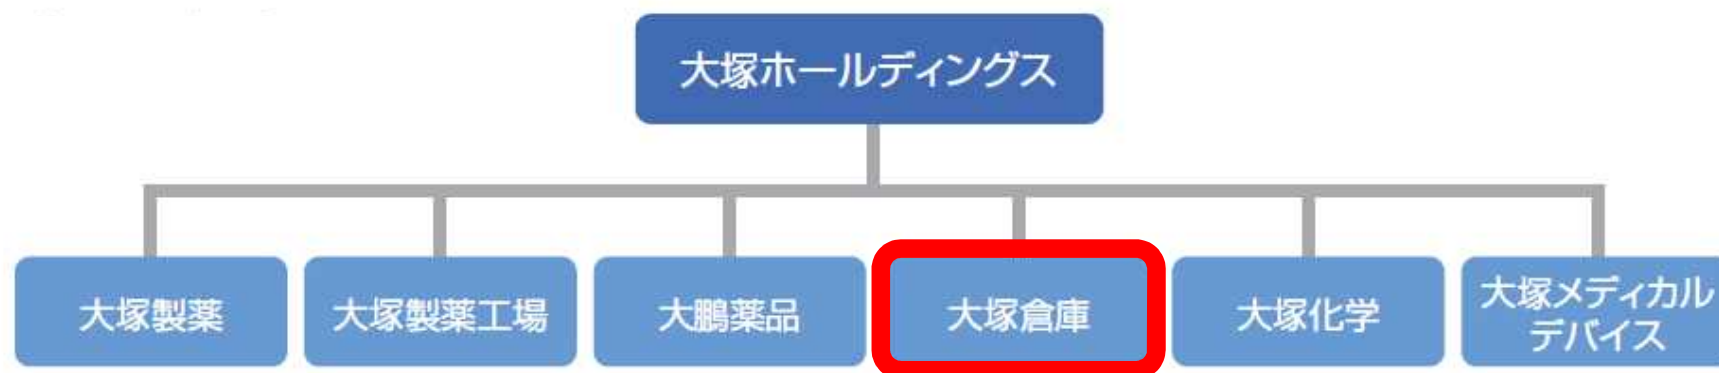 大塚ホールディングス
大塚製薬
大塚製薬工場
大鵬薬品
大塚倉庫
大塚化学
大塚メディカル
デバイス